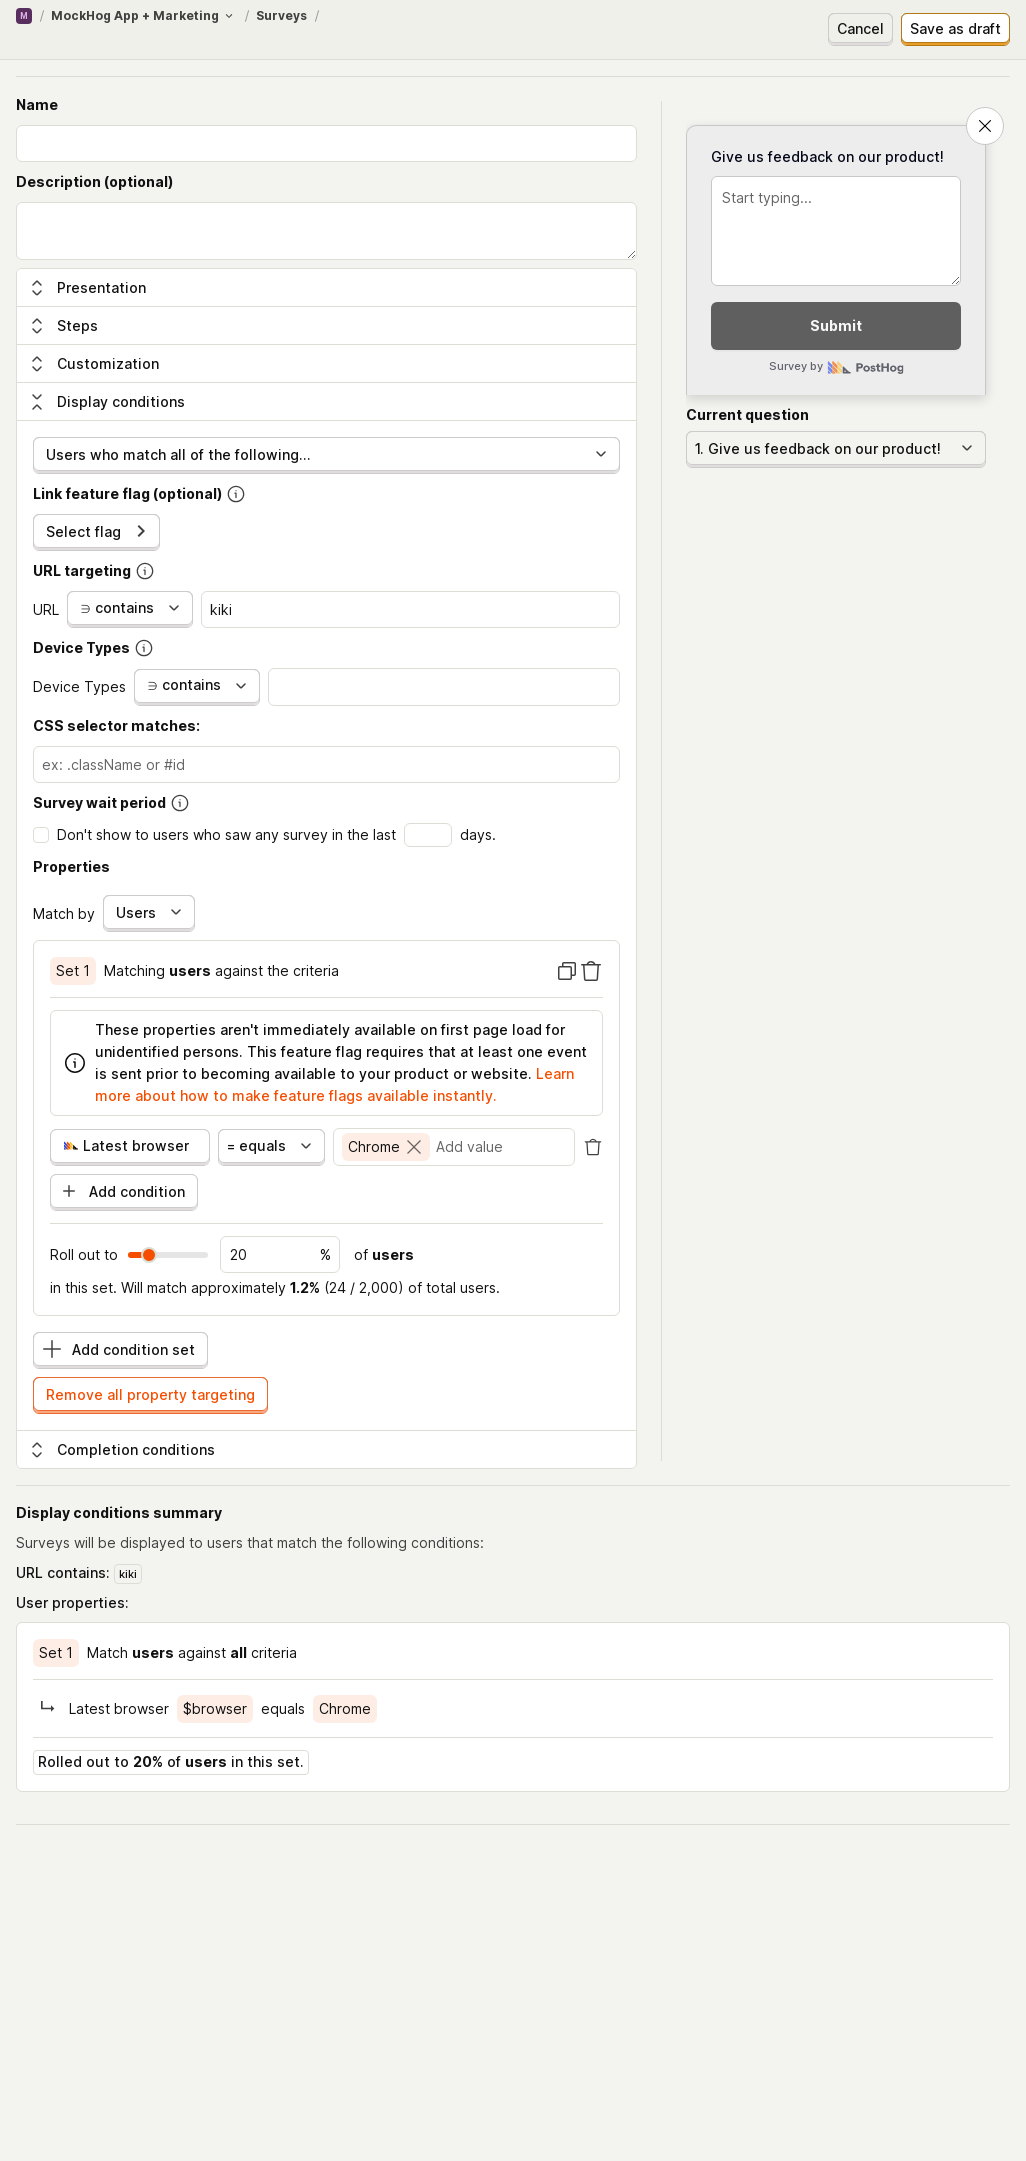 M / MockHog App + Marketing / Surveys /
Cancel
Save as draft
Name
Description (optional)
Presentation
Steps
Customization
Display conditions
Users who match all of the following...
Link feature flag (optional)
Select flag
URL targeting
URL ∋ contains kiki
Device Types
Device Types ∋ contains
CSS selector matches:
ex: .className or #id
Survey wait period
Don't show to users who saw any survey in the last days.
Properties
Match by Users
Set 1 Matching users against the criteria
These properties aren't immediately available on first page load for
unidentified persons. This feature flag requires that at least one event
is sent prior to becoming available to your product or website. Learn
more about how to make feature flags available instantly.
Latest browser = equals Chrome Add value
Add condition
Roll out to 20 % of users
in this set. Will match approximately 1.2% (24 / 2,000) of total users.
Add condition set
Remove all property targeting
Completion conditions
Give us feedback on our product!
Start typing...
Submit
Survey by PostHog
Current question
1. Give us feedback on our product!
Display conditions summary
Surveys will be displayed to users that match the following conditions:
URL contains: kiki
User properties:
Set 1 Match users against all criteria
Latest browser $browser equals Chrome
Rolled out to 20% of users in this set.